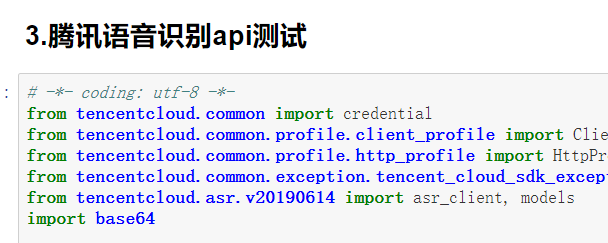 3.腾讯语音识别api测试
:
# -*- coding: utf-8 -*-
from tencentcloud.common import credential
from tencentcloud.common.profile.client_profile import Clie
from tencentcloud.common.profile.http_profile import HttpPr
from tencentcloud.common.exception.tencent_cloud_sdk_excep
from tencentcloud.asr.v20190614 import asr_client, models
import base64